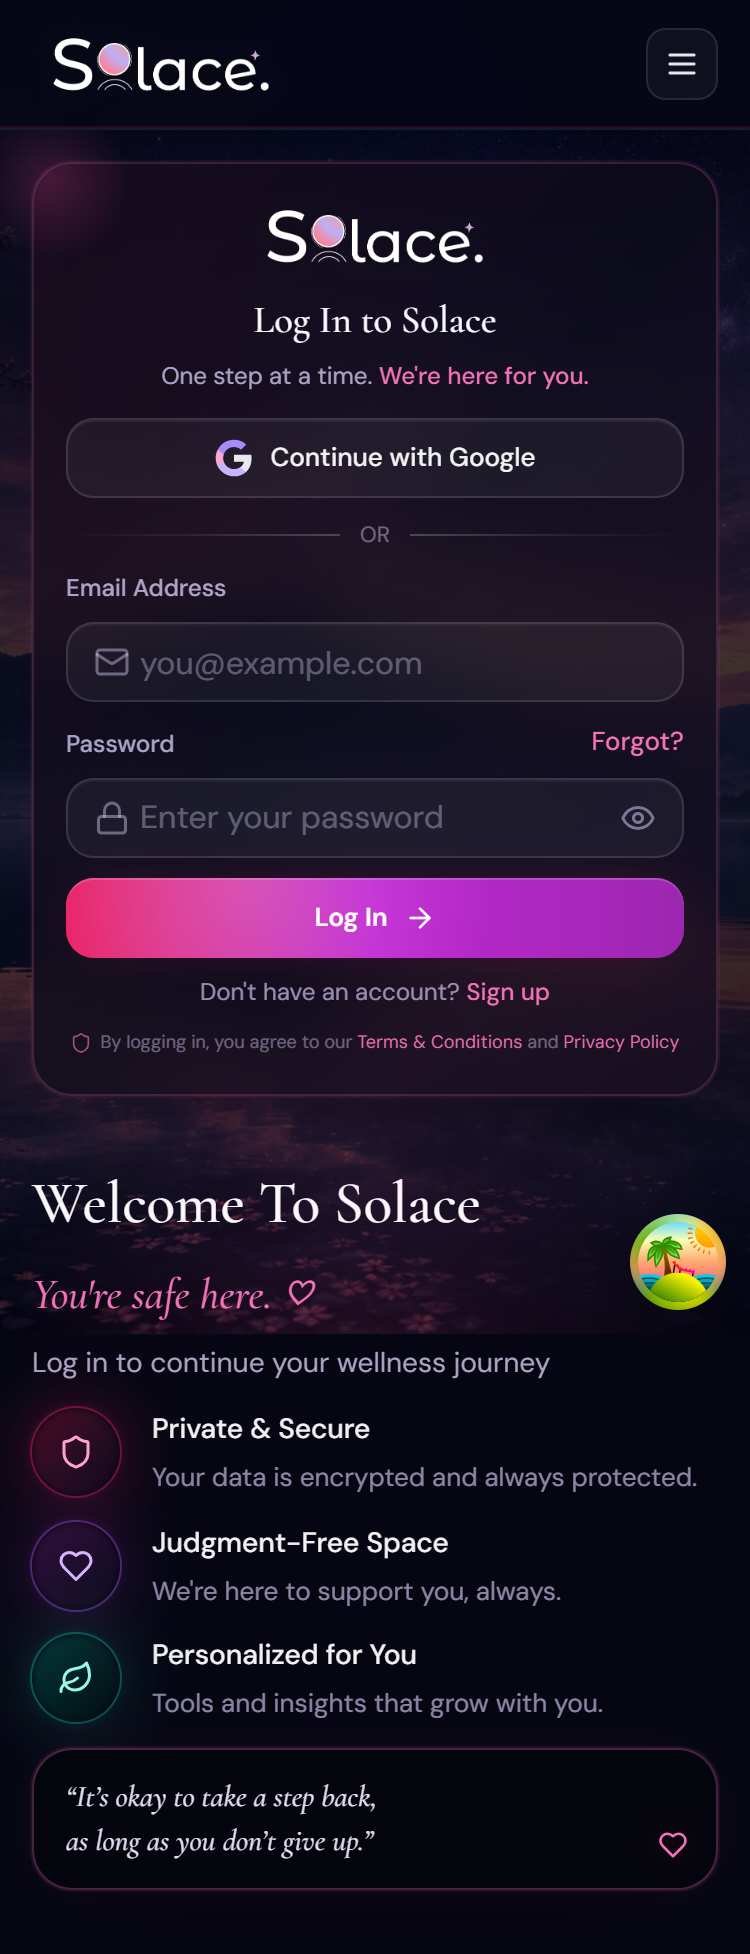 Solace.
Solace.
Log In to Solace
One step at a time. We're here for you.
Continue with Google
OR
Email Address
you@example.com
Password Forgot?
Enter your password
Log In →
Don't have an account? Sign up
By logging in, you agree to our Terms & Conditions and Privacy Policy
Welcome To Solace
You're safe here. ♡
Log in to continue your wellness journey
Private & Secure
Your data is encrypted and always protected.
Judgment-Free Space
We're here to support you, always.
Personalized for You
Tools and insights that grow with you.
“It’s okay to take a step back,
as long as you don’t give up.”